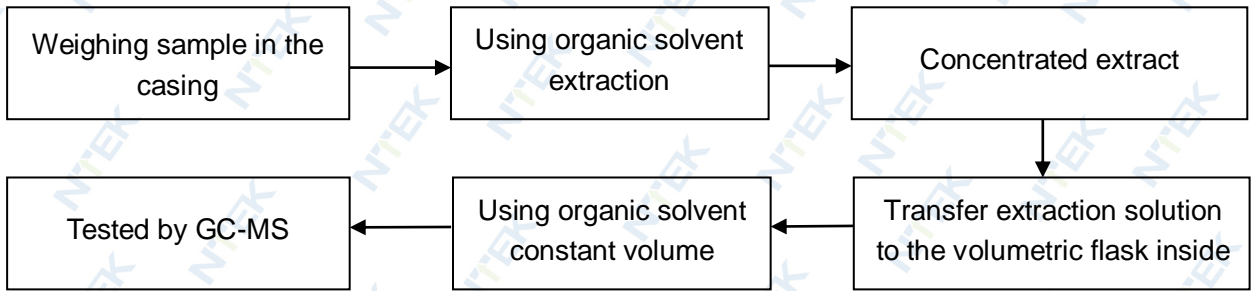 Weighing sample in the
casing
Using organic solvent
extraction
Concentrated extract
Transfer extraction solution
to the volumetric flask inside
Using organic solvent
constant volume
Tested by GC-MS
NTEK